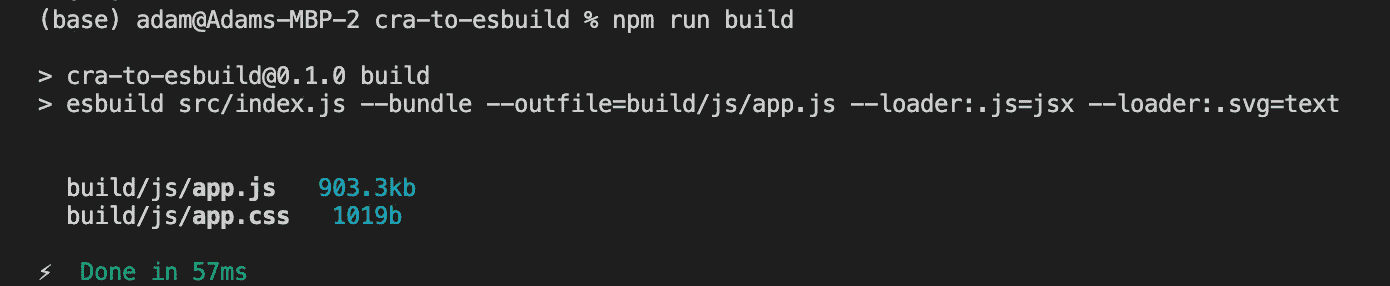 (base) adam@Adams-MBP-2 cra-to-esbuild % npm run build
> cra-to-esbuild@0.1.0 build
> esbuild src/index.js --bundle --outfile=build/js/app.js --loader:.js=jsx --loader:.svg=text
build/js/app.js 903.3kb
build/js/app.css 1019b
⚡ Done in 57ms